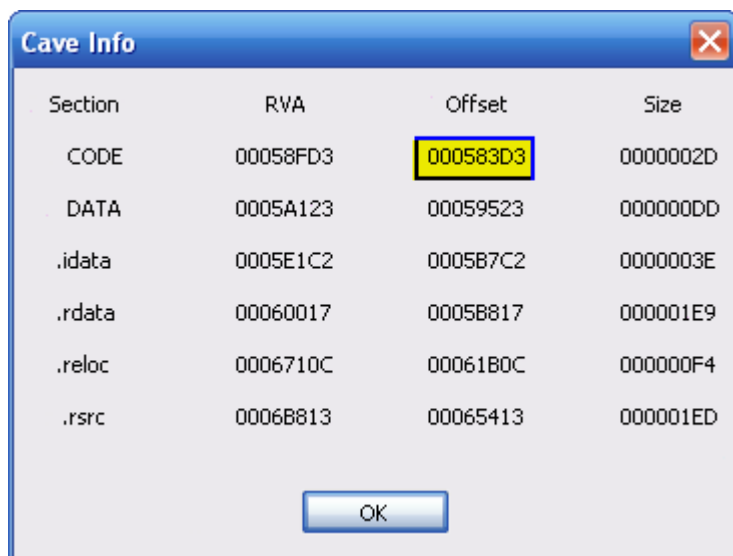 Cave Info
Section RVA Offset Size
CODE 00058FD3 000583D3 0000002D
DATA 0005A123 00059523 000000DD
.idata 0005E1C2 0005B7C2 0000003E
.rdata 00060017 0005B817 000001E9
.reloc 0006710C 00061B0C 000000F4
.rsrc 0006B813 00065413 000001ED
OK